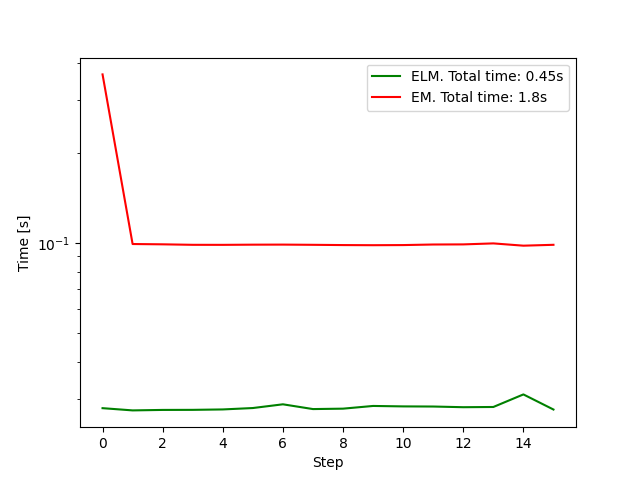 ELM. Total time: 0.45s
EM. Total time: 1.8s
Time [s]
10⁻¹
0 2 4 6 8 10 12 14
Step